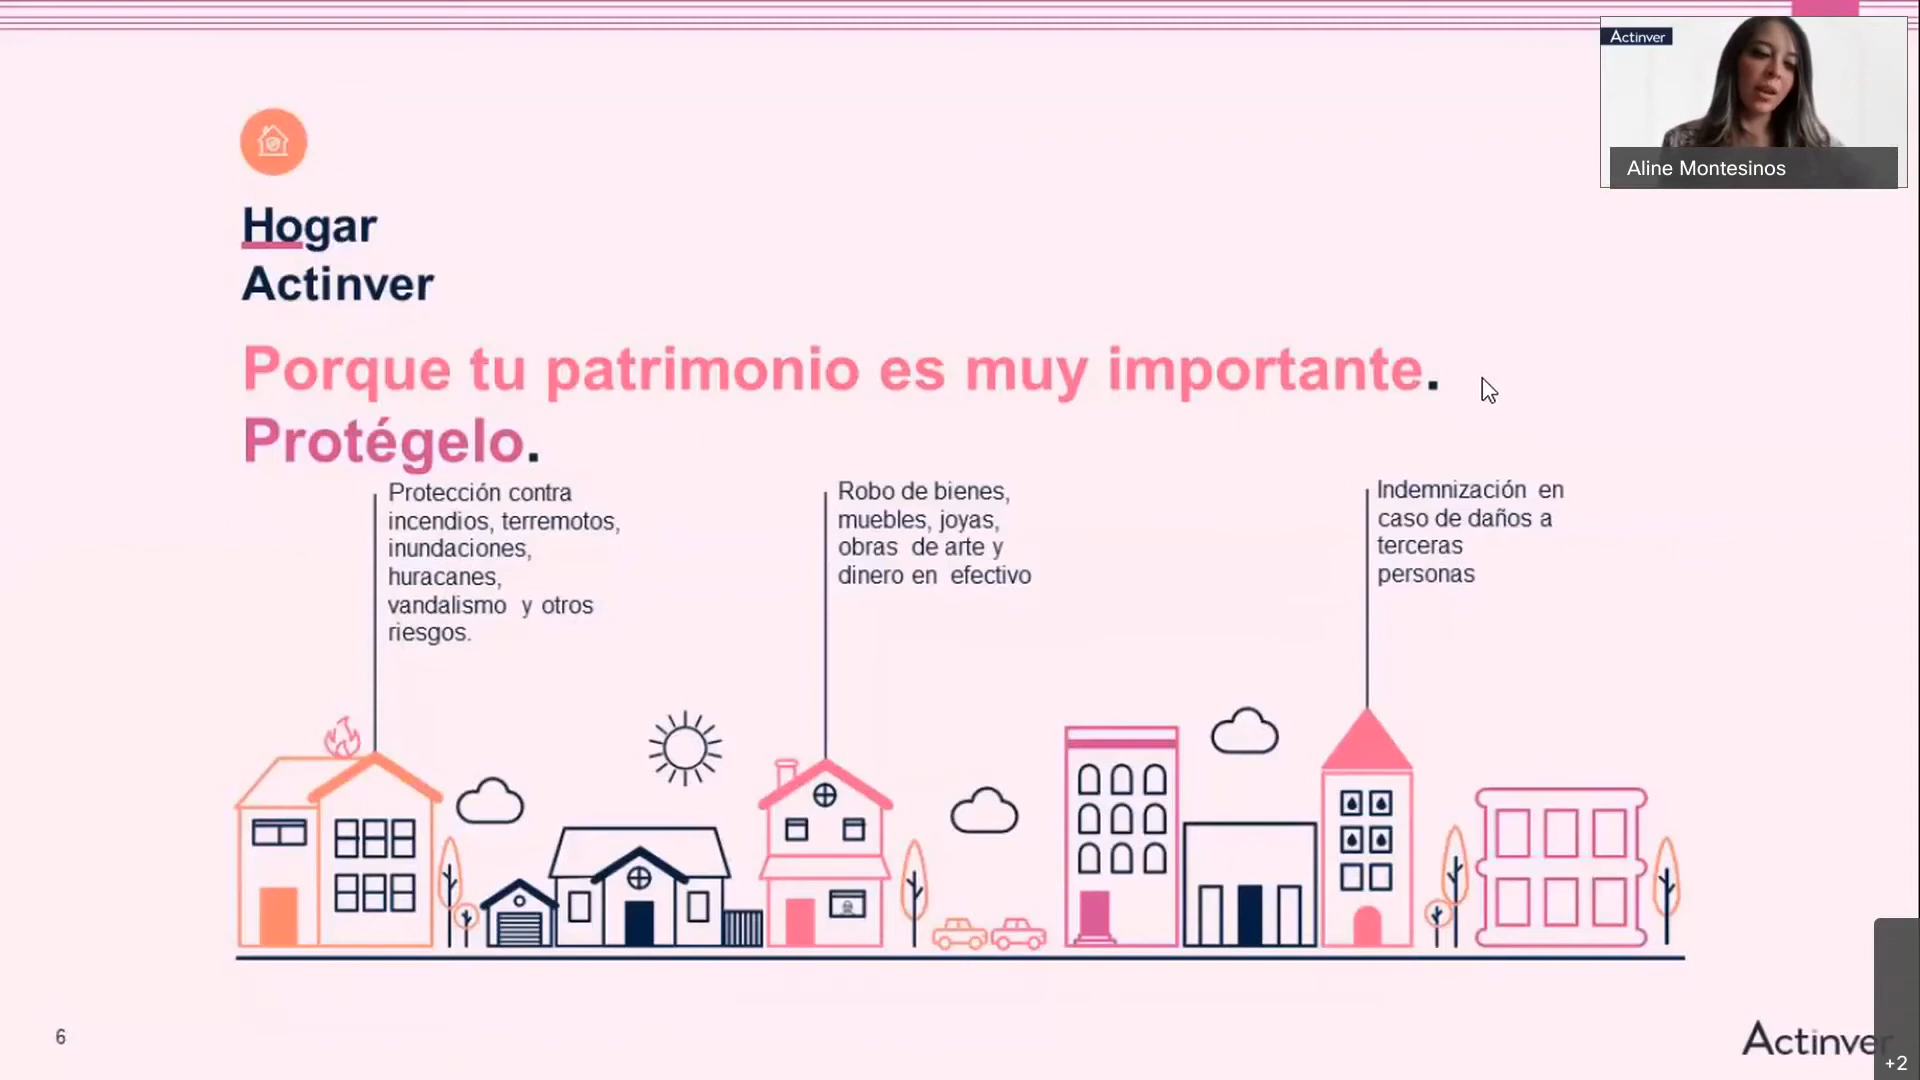 Actinver
Aline Montesinos
Hogar
Actinver
Porque tu patrimonio es muy importante.
Protégelo.
Protección contra
incendios, terremotos,
inundaciones,
huracanes,
vandalismo y otros
riesgos.
Robo de bienes,
muebles, joyas,
obras de arte y
dinero en efectivo
Indemnización en
caso de daños a
terceras
personas
6
Actinver
+2